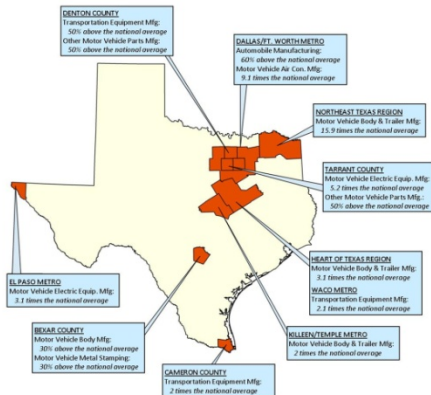 DENTON COUNTY
Transportation Equipment Mfg:
50% above the national average
Other Motor Vehicle Parts Mfg:
50% above the national average
DALLAS/FT. WORTH METRO
Automobile Manufacturing:
60% above the national average
Motor Vehicle Air Con. Mfg:
9.1 times the national average
NORTHEAST TEXAS REGION
Motor Vehicle Body & Trailer Mfg:
15.9 times the national average
TARRANT COUNTY
Motor Vehicle Electric Equip. Mfg:
5.2 times the national average
Other Motor Vehicle Parts Mfg.:
50% above the national average
HEART OF TEXAS REGION
Motor Vehicle Body & Trailer Mfg:
3.1 times the national average
WACO METRO
Transportation Equipment Mfg:
2.1 times the national average
EL PASO METRO
Motor Vehicle Electric Equip Mfg:
3.1 times the national average
BEXAR COUNTY
Motor Vehicle Body Mfg:
30% above the national average
Motor Vehicle Metal Stamping:
30% above the national average
KILLEEN/TEMPLE METRO
Motor Vehicle Body & Trailer Mfg:
2 times the national average
CAMERON COUNTY
Transportation Equipment Mfg:
2 times the national average